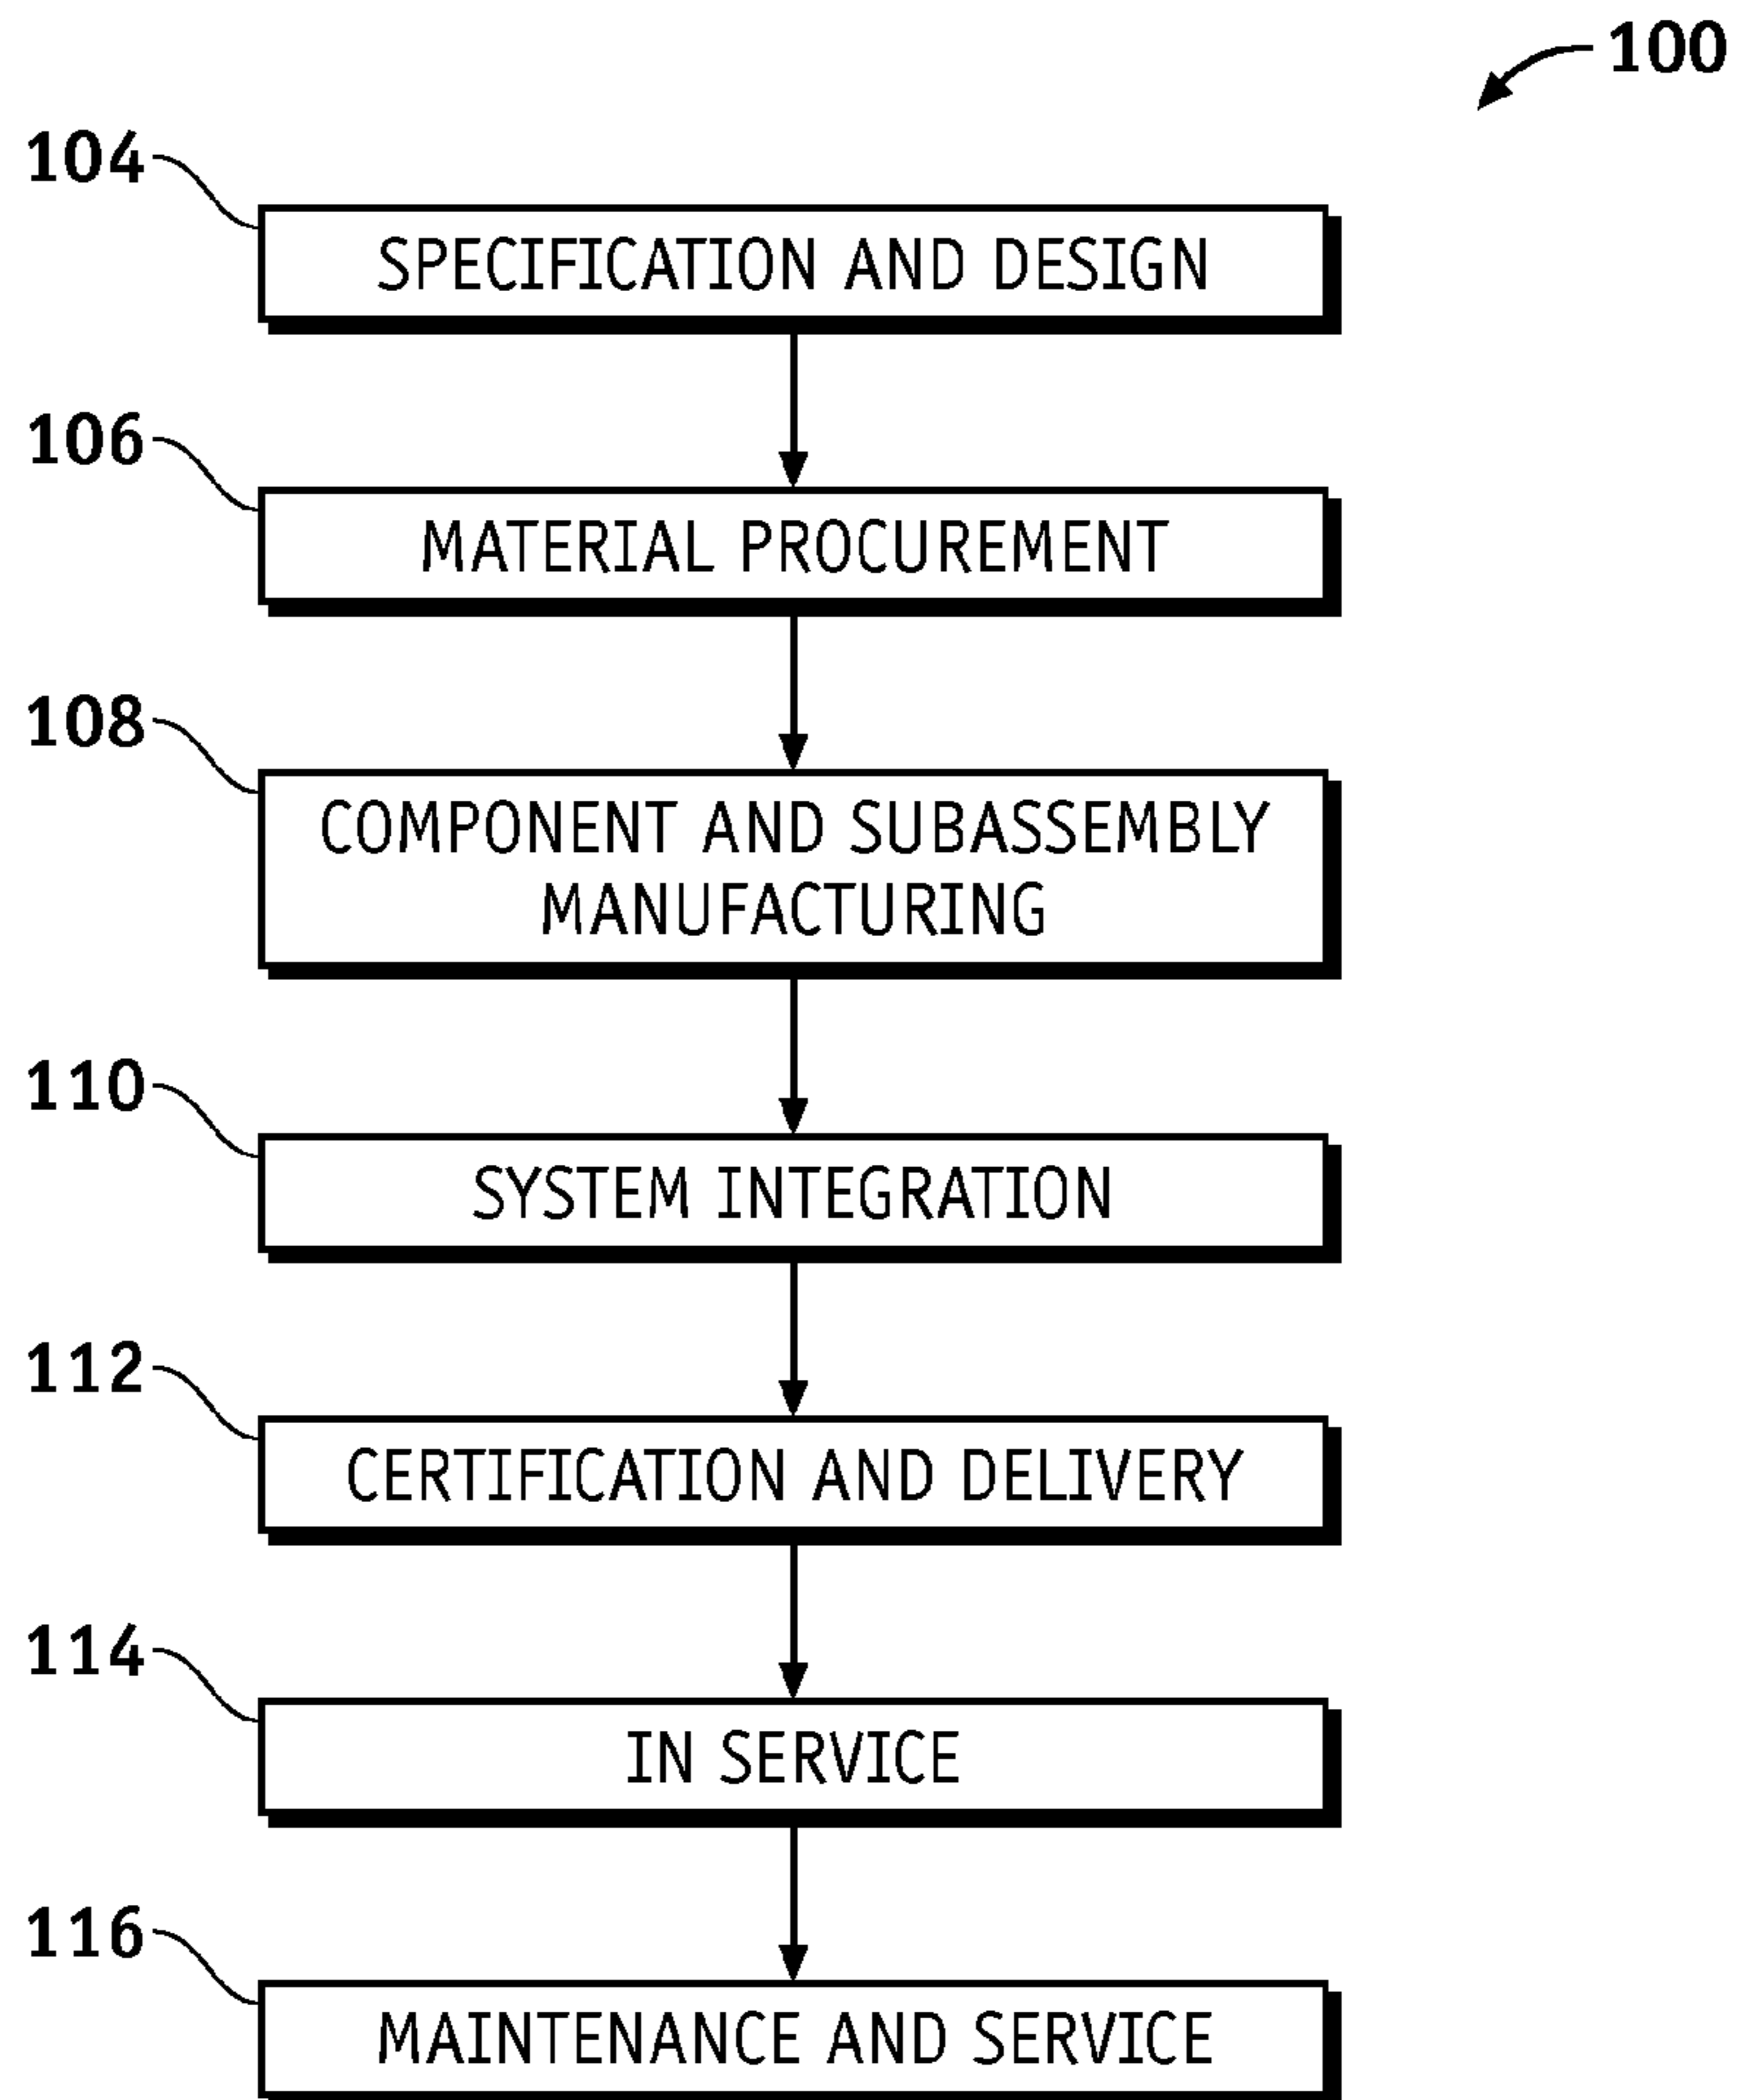 100
104
SPECIFICATION AND DESIGN
106
MATERIAL PROCUREMENT
108
COMPONENT AND SUBASSEMBLY
MANUFACTURING
110
SYSTEM INTEGRATION
112
CERTIFICATION AND DELIVERY
114
IN SERVICE
116
MAINTENANCE AND SERVICE